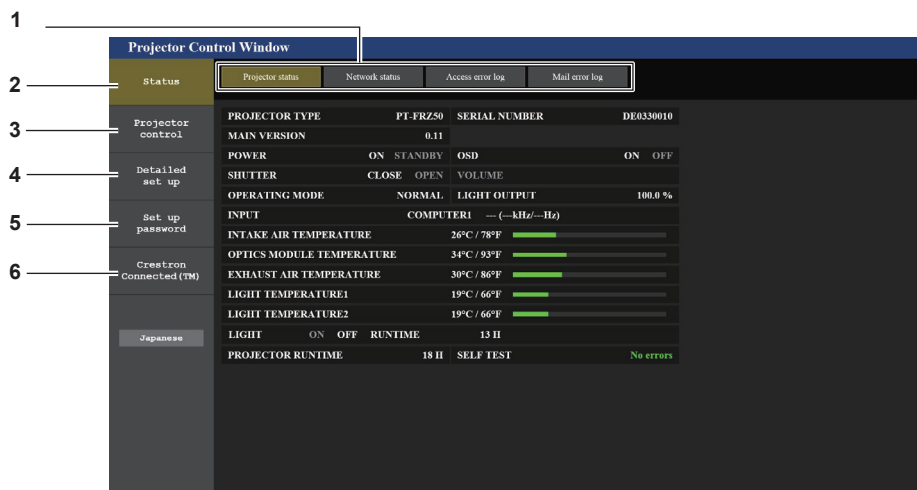 1
Projector Control Window
2
Status
Projector status Network status Access error log Mail error log
3
Projector
control
4
Detailed
set up
5
Set up
password
6
Crestron
Connected(TM)
Japanese
PROJECTOR TYPE PT-FRZ50 SERIAL NUMBER DE0330010
MAIN VERSION 0.11
POWER ON STANDBY OSD ON OFF
SHUTTER CLOSE OPEN VOLUME
OPERATING MODE NORMAL LIGHT OUTPUT 100.0 %
INPUT COMPUTER1 --- (---kHz/---Hz)
INTAKE AIR TEMPERATURE 26°C / 78°F
OPTICS MODULE TEMPERATURE 34°C / 93°F
EXHAUST AIR TEMPERATURE 30°C / 86°F
LIGHT TEMPERATURE1 19°C / 66°F
LIGHT TEMPERATURE2 19°C / 66°F
LIGHT ON OFF RUNTIME 13 H
PROJECTOR RUNTIME 18 H SELF TEST No errors